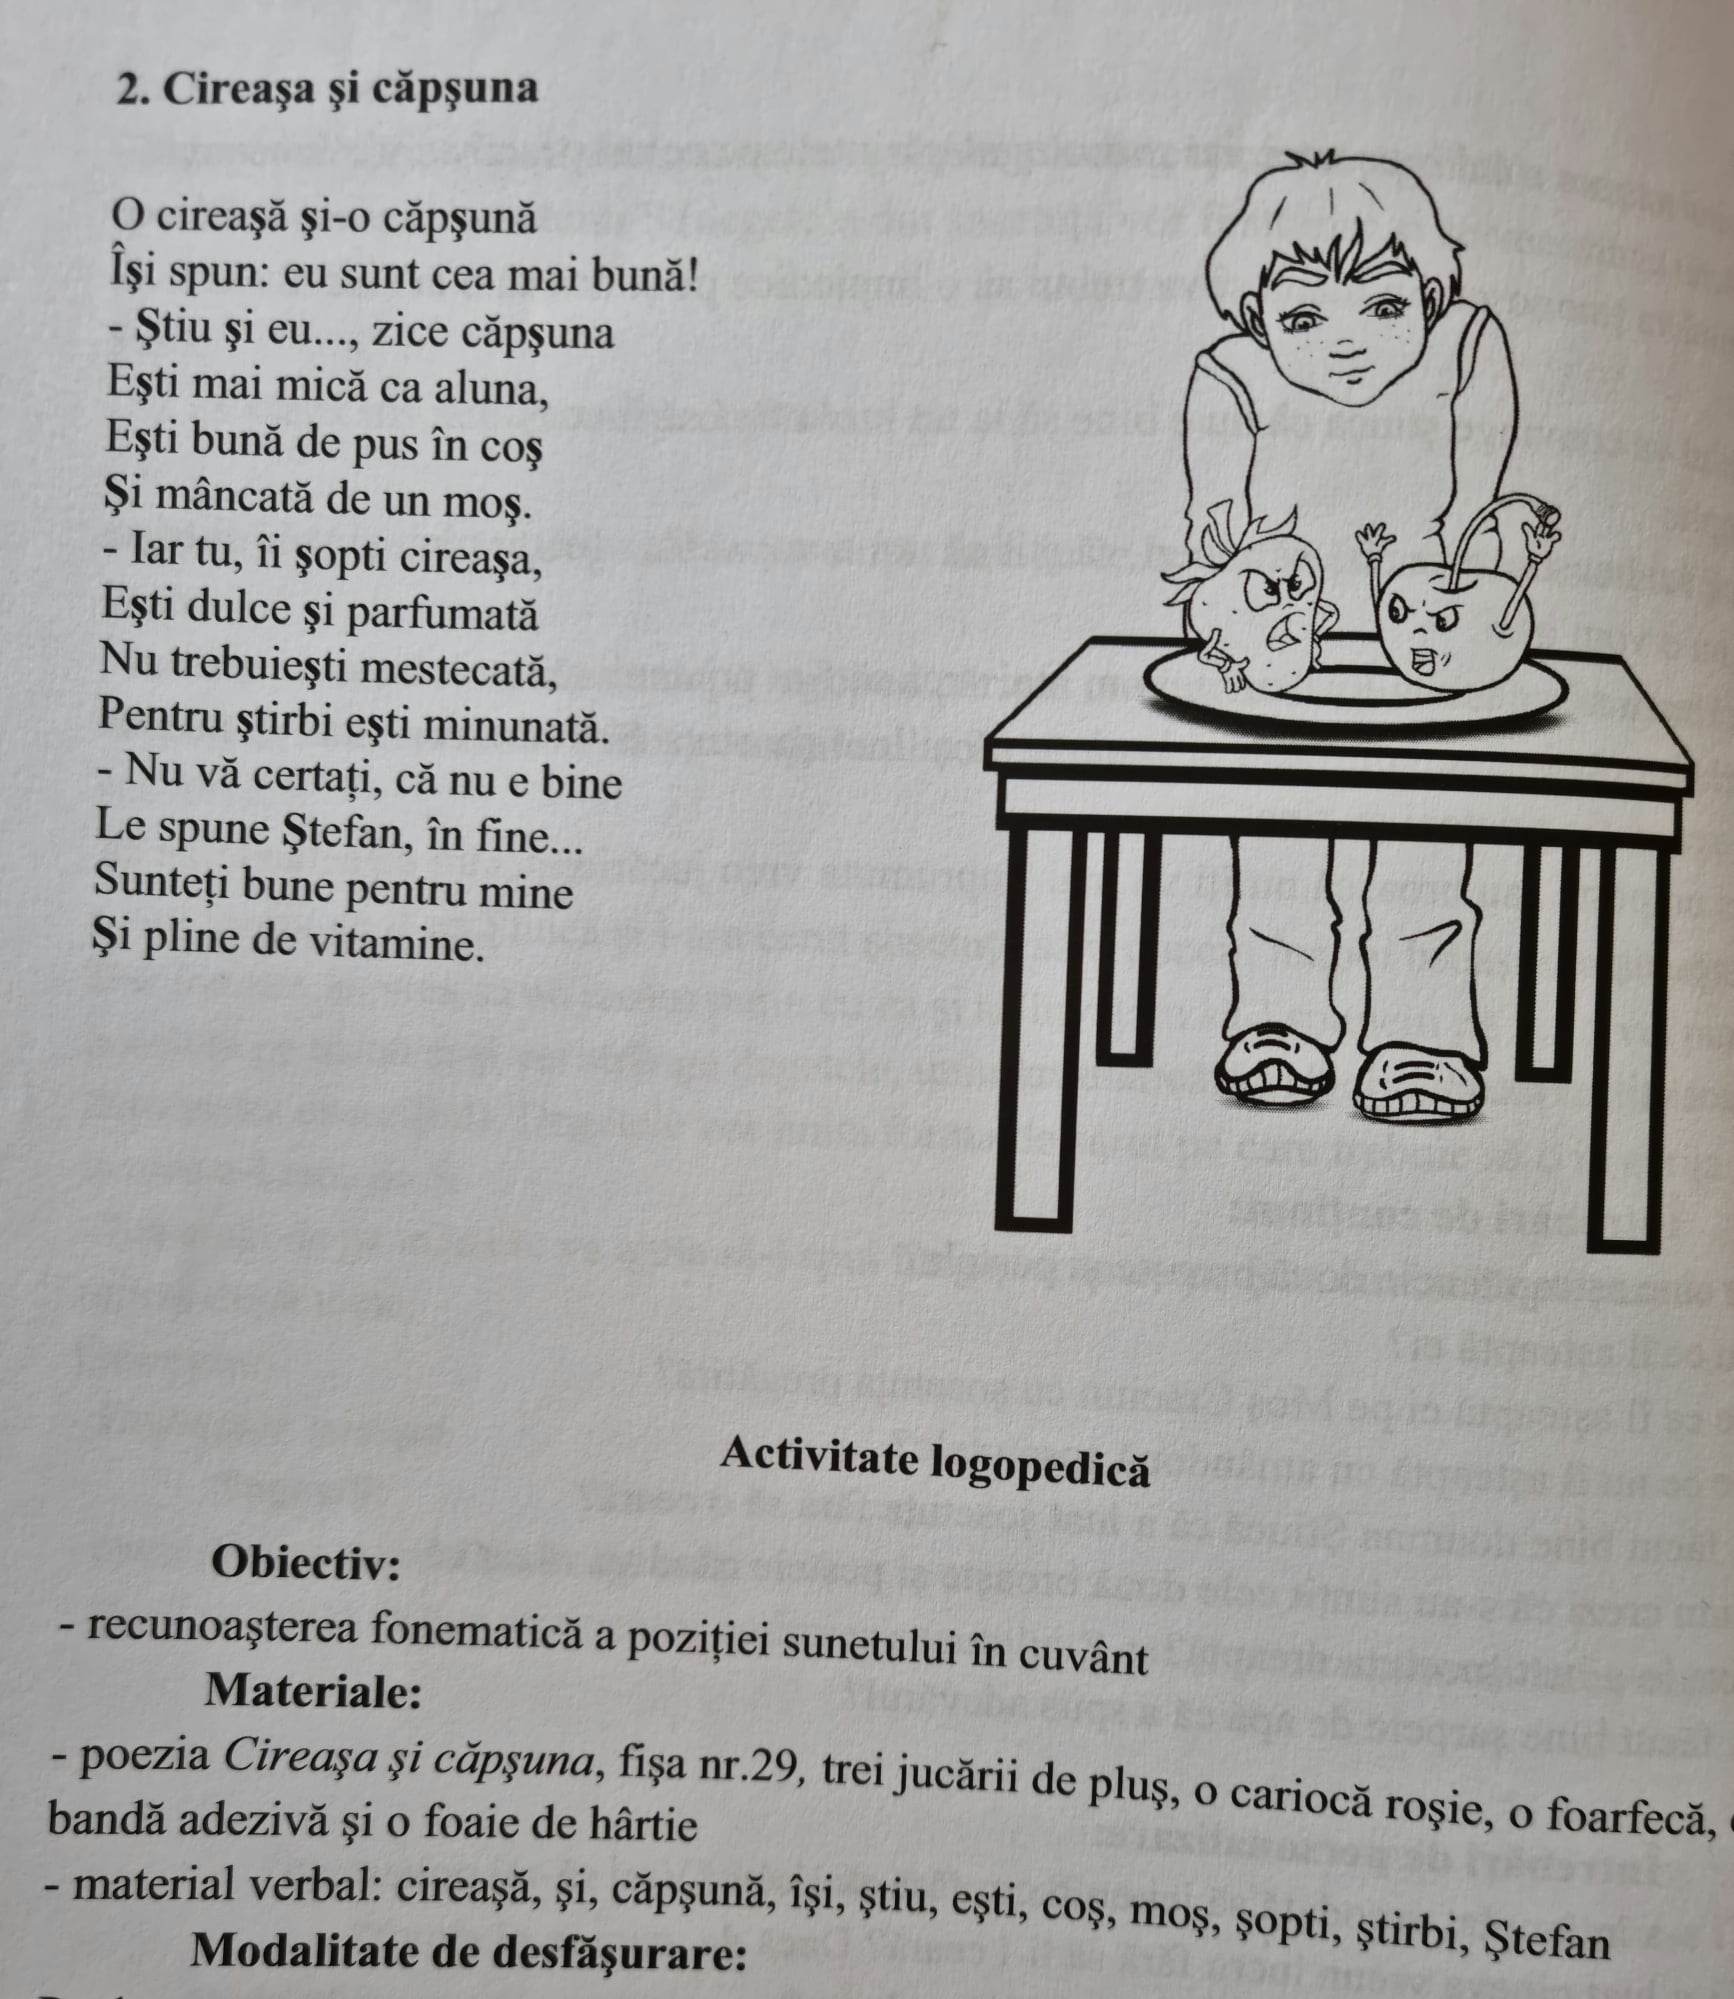 2. Cireaşa şi căpşuna
O cireaşă şi-o căpşună
Îşi spun: eu sunt cea mai bună!
- Ştiu şi eu..., zice căpşuna
Eşti mai mică ca aluna,
Eşti bună de pus în coş
Şi mâncată de un moş.
- Iar tu, îi şopti cireaşa,
Eşti dulce şi parfumată
Nu trebuieşti mestecată,
Pentru ştirbi eşti minunată.
- Nu vă certaţi, că nu e bine
Le spune Ştefan, în fine...
Sunteţi bune pentru mine
Şi pline de vitamine.
Activitate logopedică
Obiectiv:
- recunoaşterea fonematică a poziţiei sunetului în cuvânt
Materiale:
- poezia Cireaşa şi căpşuna, fişa nr.29, trei jucării de pluş, o cariocă roşie, o foarfecă,
bandă adezivă şi o foaie de hârtie
- material verbal: cireaşă, şi, căpşună, îşi, ştiu, eşti, coş, moş, şopti, ştirbi, Ştefan
Modalitate de desfăşurare: